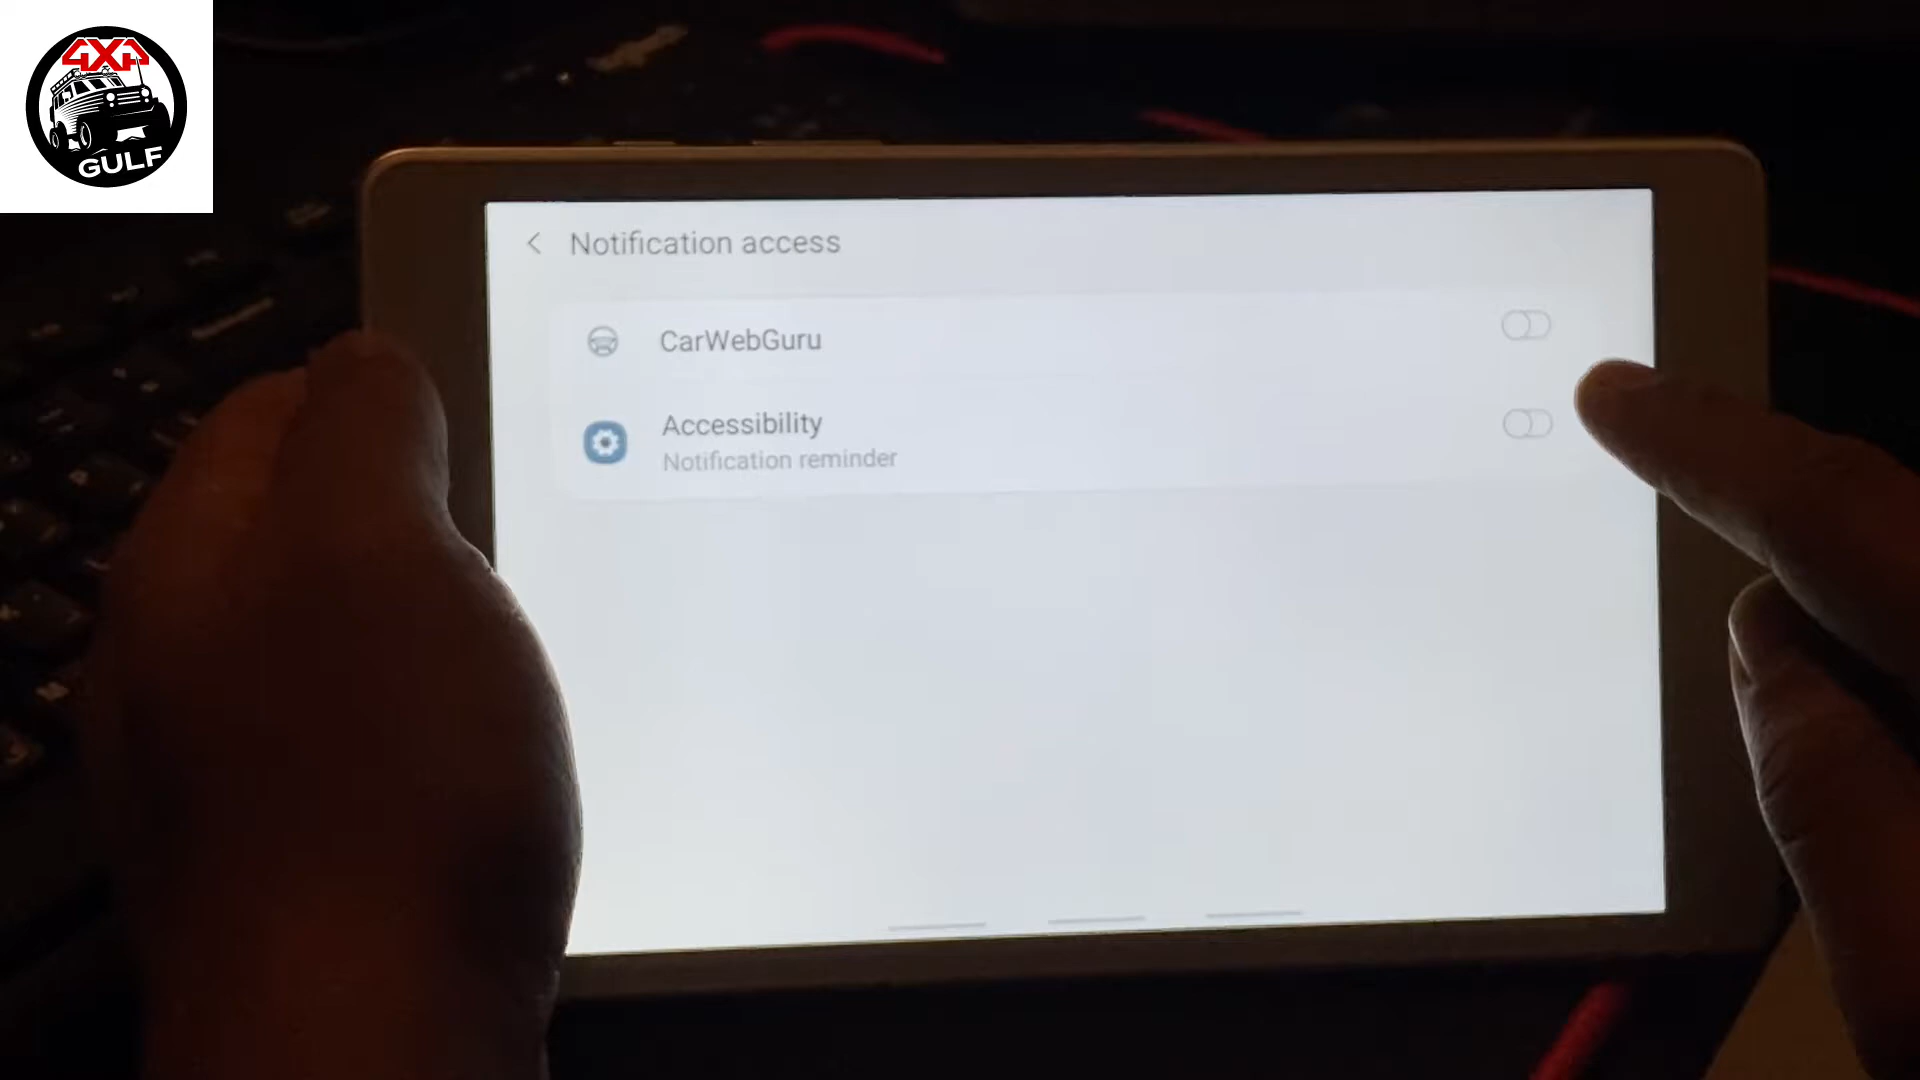 4X4
GULF
Notification access
CarWebGuru
Accessibility
Notification reminder